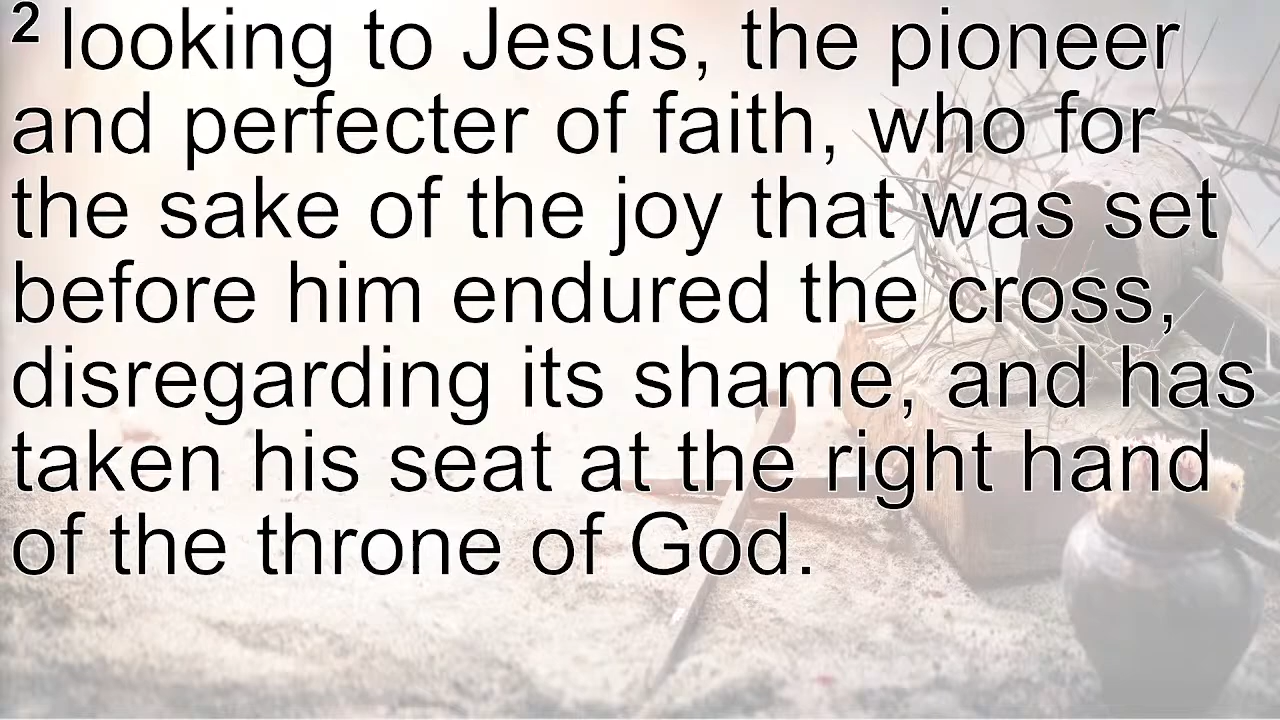 2 looking to Jesus, the pioneer
and perfecter of faith, who for
the sake of the joy that was set
before him endured the cross,
disregarding its shame, and has
taken his seat at the right hand
of the throne of God.